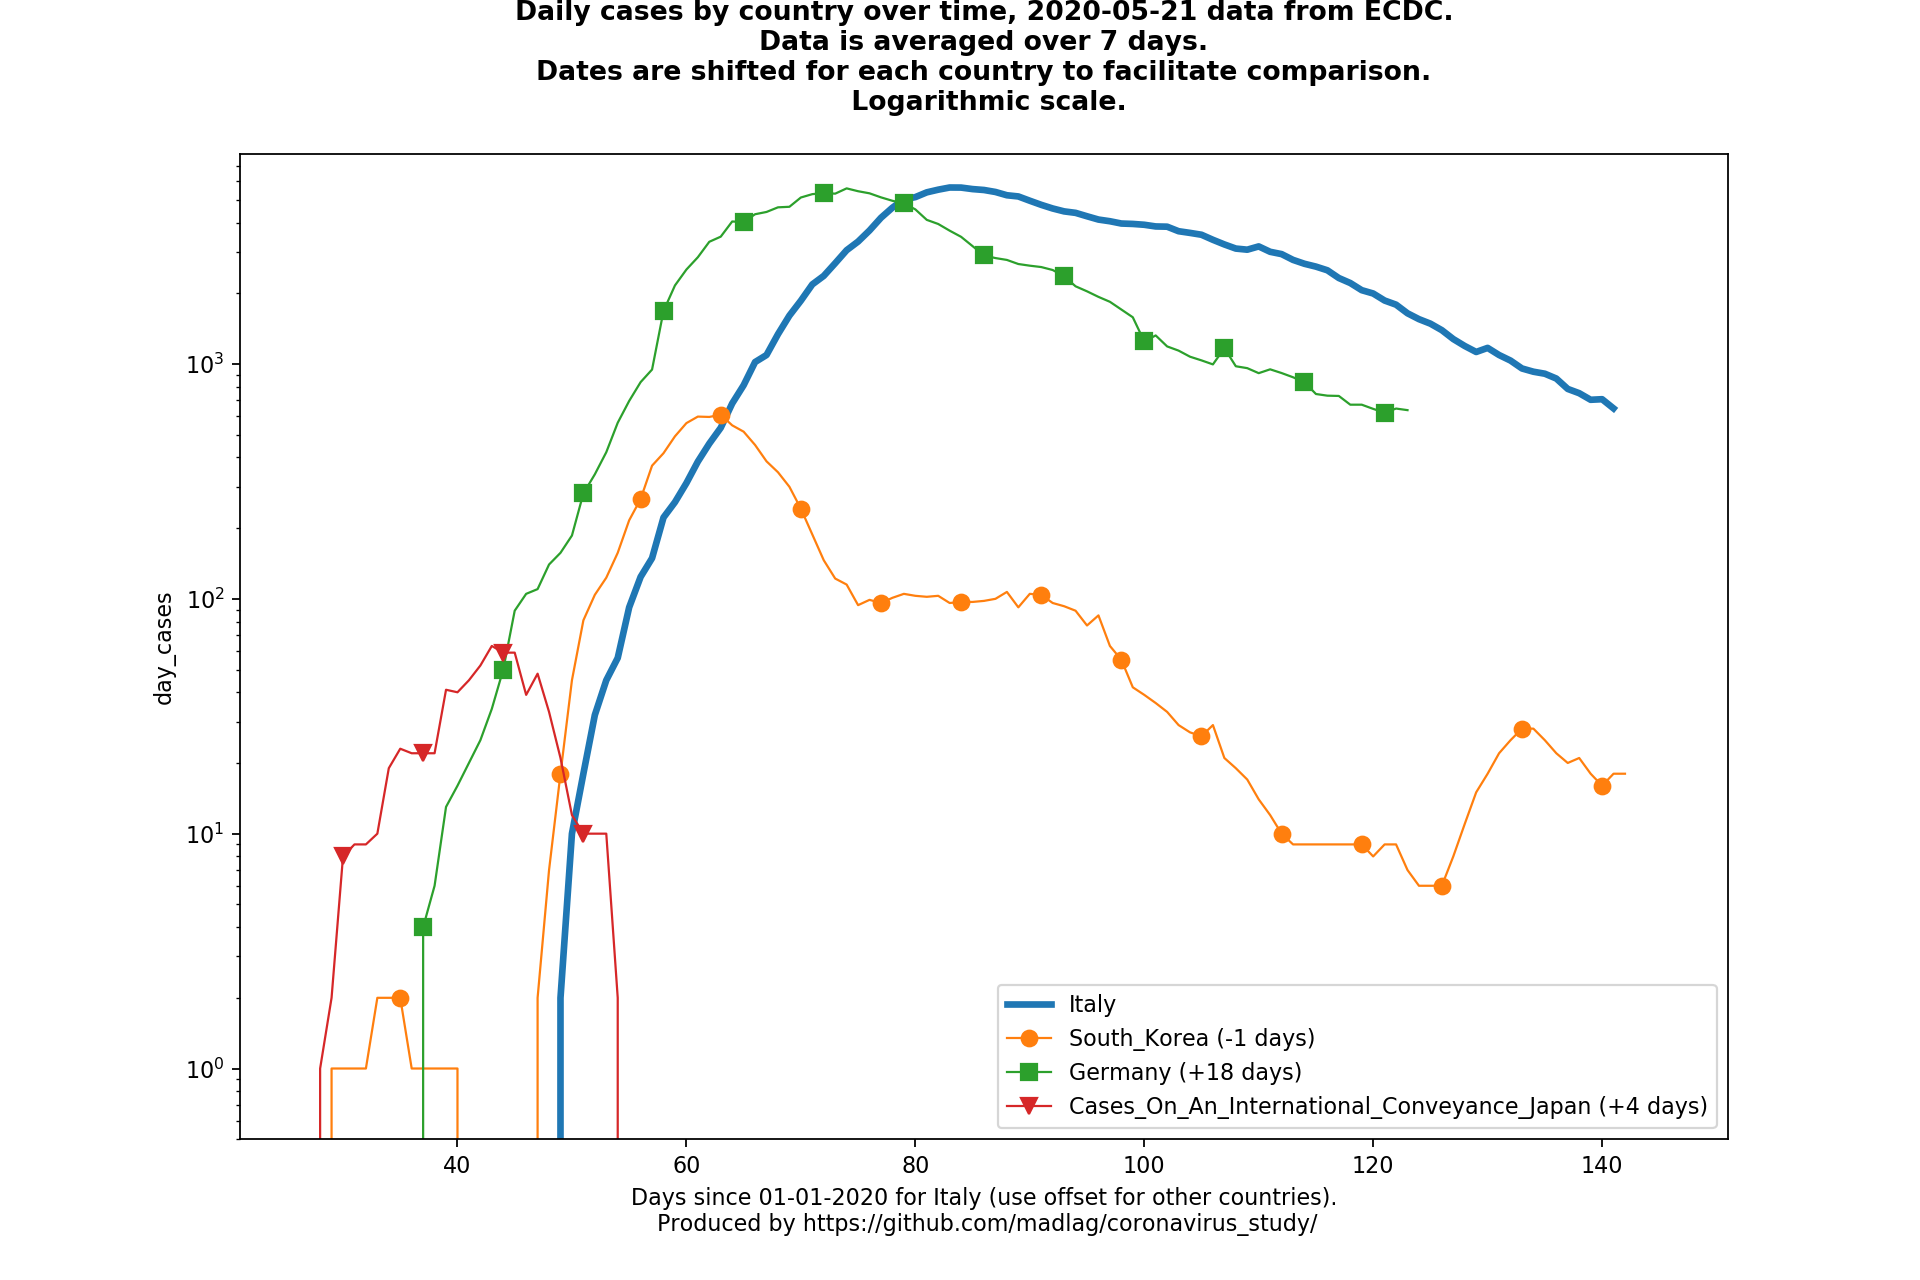 Daily cases by country over time, 2020-05-21 data from ECDC.
Data is averaged over 7 days.
Dates are shifted for each country to facilitate comparison.
Logarithmic scale.
day_cases
10³
10²
10¹
10⁰
Italy
South_Korea (-1 days)
Germany (+18 days)
Cases_On_An_International_Conveyance_Japan (+4 days)
40 60 80 100 120 140
Days since 01-01-2020 for Italy (use offset for other countries).
Produced by https://github.com/madlag/coronavirus_study/